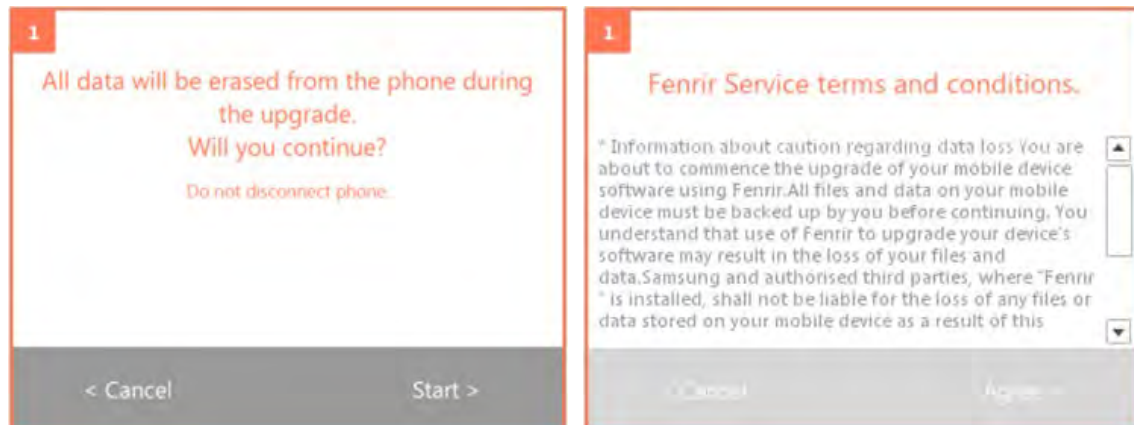 1
All data will be erased from the phone during
the upgrade.
Will you continue?
Do not disconnect phone.
< Cancel
Start >
1
Fenrir Service terms and conditions.
* Information about caution regarding data loss You are
about to commence the upgrade of your mobile device
software using Fenrir.All files and data on your mobile
device must be backed up by you before continuing. You
understand that use of Fenrir to upgrade your device's
software may result in the loss of your files and
data.Samsung and authorised third parties, where "Fenrir
" is installed, shall not be liable for the loss of any files or
data stored on your mobile device as a result of this
< Cancel
Agree >